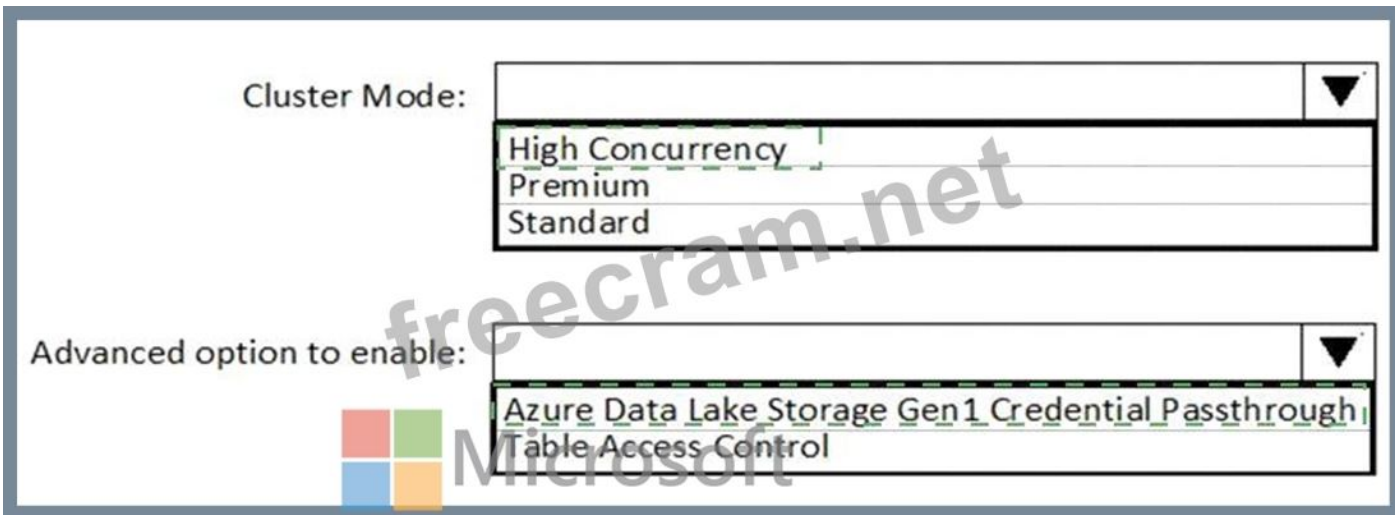 Cluster Mode:
High Concurrency
Premium
Standard
freecram.net
Advanced option to enable:
Azure Data Lake Storage Gen1 Credential Passthrough
Table Access Control
Microsoft